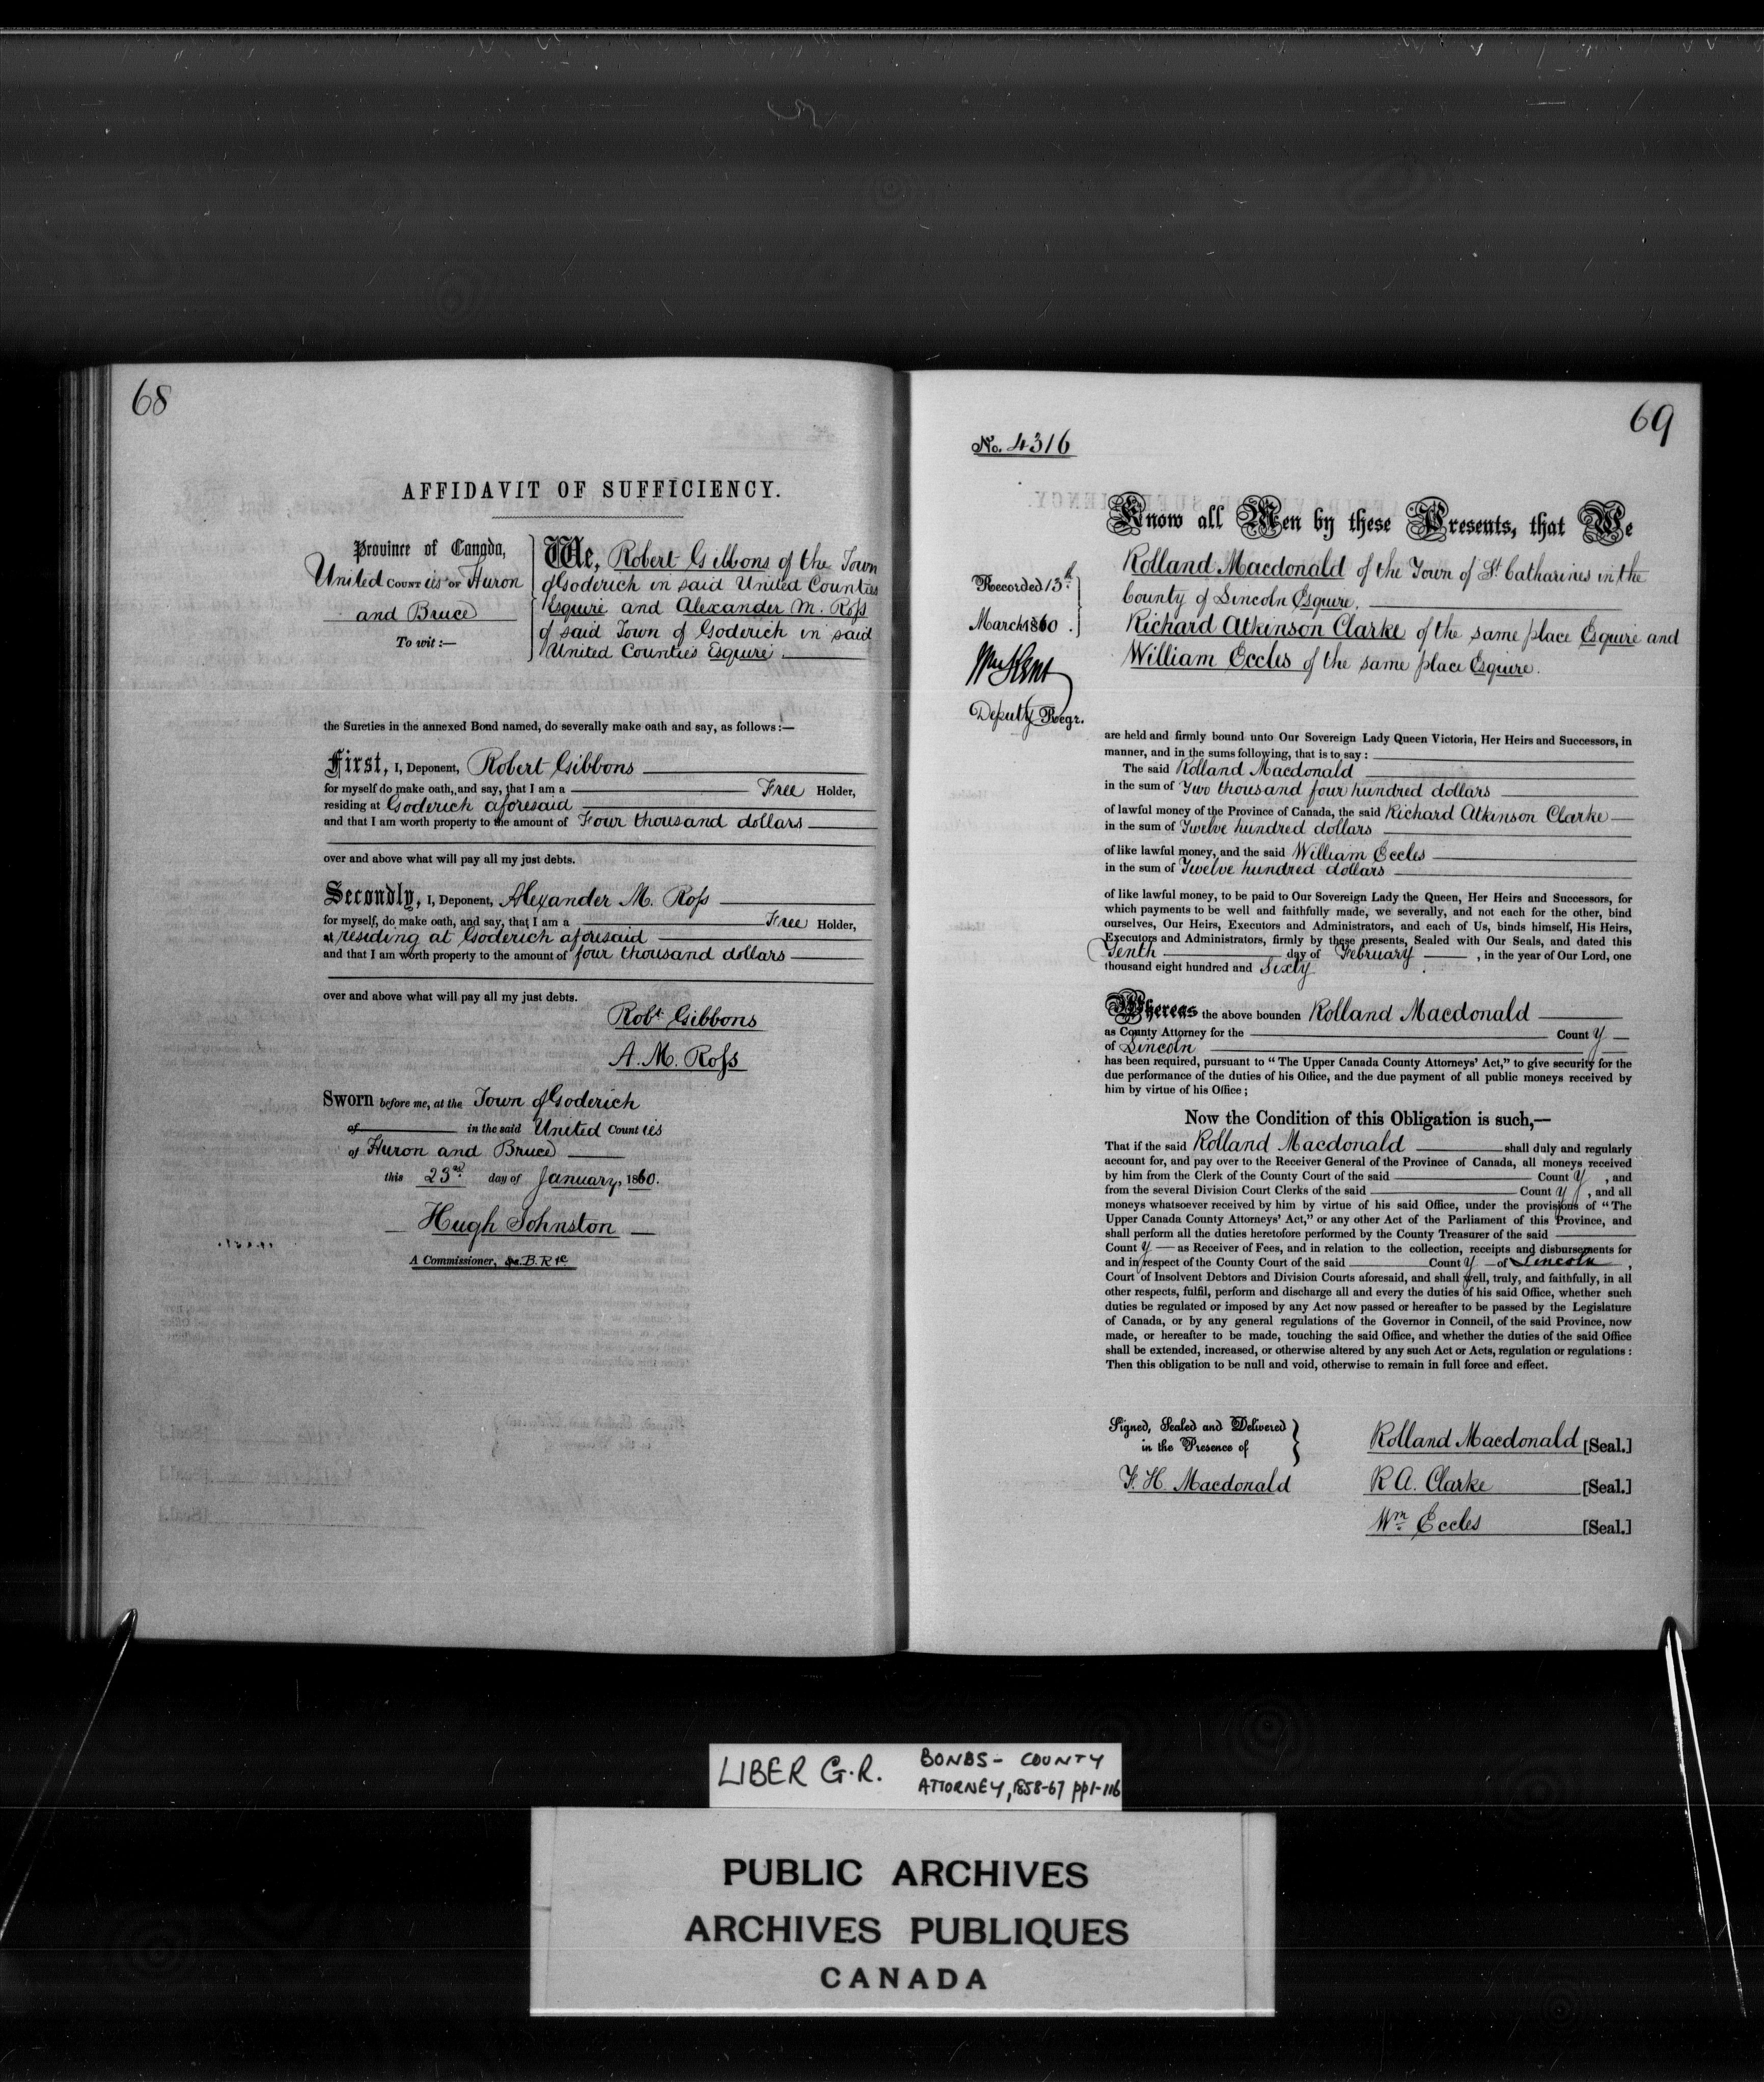 68
AFFIDAVIT OF SUFFICIENCY.
Province of Canada,
United COUNTies OF Huron
and Bruce
To wit :—
We, Robert Gibbons of the Town
of Goderich in said United Counties
Esquire and Alexander M. Ross
of said Town of Goderich in said
United Counties Esquire.
the Sureties in the annexed Bond named, do severally make oath and say, as follows :—
First, I, Deponent, Robert Gibbons
for myself do make oath, and say, that I am a Free Holder,
residing at Goderich aforesaid
and that I am worth property to the amount of Four thousand dollars
over and above what will pay all my just debts.
Secondly, I, Deponent, Alexander M. Ross
for myself, do make oath, and say, that I am a Free Holder,
at residing at Goderich aforesaid
and that I am worth property to the amount of four thousand dollars
over and above what will pay all my just debts.
Robt Gibbons
A. M. Ross
Sworn before me, at the Town of Goderich
of in the said United Counties
of Huron and Bruce
this 23rd day of January, 1860.
Hugh Johnston
A Commissioner, &c. B. R &c
69
No. 4316
Know all Men by these Presents, that We
Recorded 13th
March 1860.
Wm Kent
Deputy Regr.
Rolland Macdonald of the Town of St. Catharines in the
County of Lincoln Esquire.
Richard Atkinson Clarke of the same place Esquire and
William Eccles of the same place Esquire.
are held and firmly bound unto Our Sovereign Lady Queen Victoria, Her Heirs and Successors, in
manner, and in the sums following, that is to say :
The said Rolland Macdonald
in the sum of Two thousand four hundred dollars
of lawful money of the Province of Canada, the said Richard Atkinson Clarke
in the sum of Twelve hundred dollars
of like lawful money, and the said William Eccles
in the sum of Twelve hundred dollars
of like lawful money, to be paid to Our Sovereign Lady the Queen, Her Heirs and Successors, for
which payments to be well and faithfully made, we severally, and not each for the other, bind
ourselves, Our Heirs, Executors and Administrators, and each of Us, binds himself, His Heirs,
Executors and Administrators, firmly by these presents, Sealed with Our Seals, and dated this
Tenth day of February , in the year of Our Lord, one
thousand eight hundred and Sixty
Whereas the above bounden Rolland Macdonald
as County Attorney for the County
of Lincoln
has been required, pursuant to “ The Upper Canada County Attorneys’ Act,” to give security for the
due performance of the duties of his Office, and the due payment of all public moneys received by
him by virtue of his Office ;
Now the Condition of this Obligation is such,—
That if the said Rolland Macdonald shall duly and regularly
account for, and pay over to the Receiver General of the Province of Canada, all moneys received
by him from the Clerk of the County Court of the said County , and
from the several Division Court Clerks of the said County , and all
moneys whatsoever received by him by virtue of his said Office, under the provisions of “ The
Upper Canada County Attorneys’ Act,” or any other Act of the Parliament of this Province, and
shall perform all the duties heretofore performed by the County Treasurer of the said
County — as Receiver of Fees, and in relation to the collection, receipts and disbursements for
and in respect of the County Court of the said County — of Lincoln ,
Court of Insolvent Debtors and Division Courts aforesaid, and shall well, truly, and faithfully, in all
other respects, fulfil, perform and discharge all and every the duties of his said Office, whether such
duties be regulated or imposed by any Act now passed or hereafter to be passed by the Legislature
of Canada, or by any general regulations of the Governor in Council, of the said Province, now
made, or hereafter to be made, touching the said Office, and whether the duties of the said Office
shall be extended, increased, or otherwise altered by any such Act or Acts, regulation or regulations :
Then this obligation to be null and void, otherwise to remain in full force and effect.
Signed, Sealed and Delivered
in the Presence of
F. H. Macdonald
Rolland Macdonald [Seal.]
R A. Clarke [Seal.]
Wm Eccles [Seal.]
LIBER G.R. BONDS - COUNTY
ATTORNEY, 1858-67 pp1-116
PUBLIC ARCHIVES
ARCHIVES PUBLIQUES
CANADA